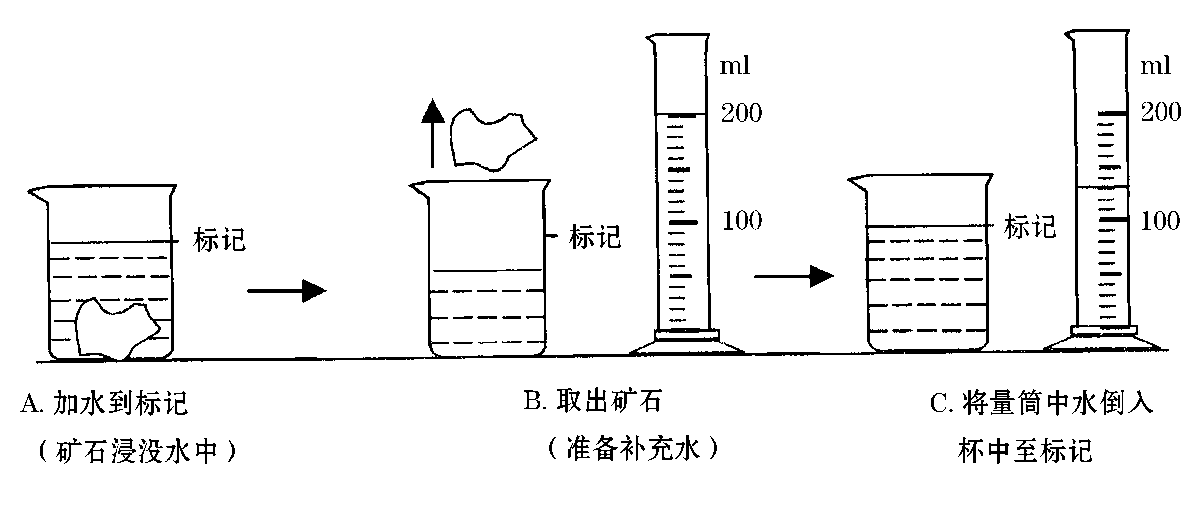 ml
ml
200
200
标记
标记
标记
100
100
A. 加水到标记
(矿石浸没水中)
B. 取出矿石
(准备补充水)
C. 将量筒中水倒入
杯中至标记